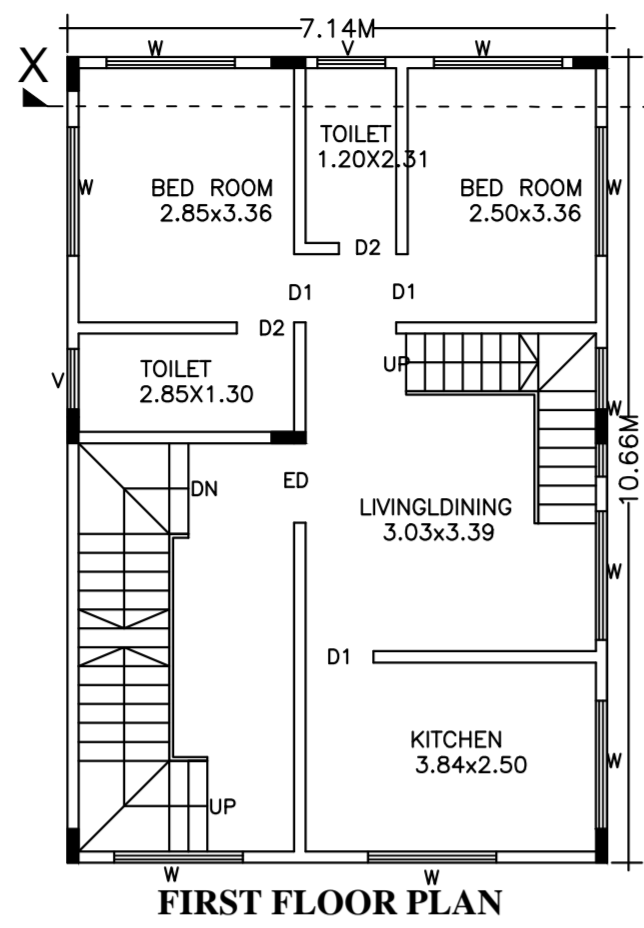 7.14M
W
V
W
X
TOILET
1.20X2.31
W
BED ROOM
2.85x3.36
BED ROOM
2.50x3.36
W
D2
D1
D1
D2
V
TOILET
2.85X1.30
UP
W
10.66M
DN
ED
LIVINGLDINING
3.03x3.39
W
D1
KITCHEN
3.84x2.50
W
UP
W
W
FIRST FLOOR PLAN